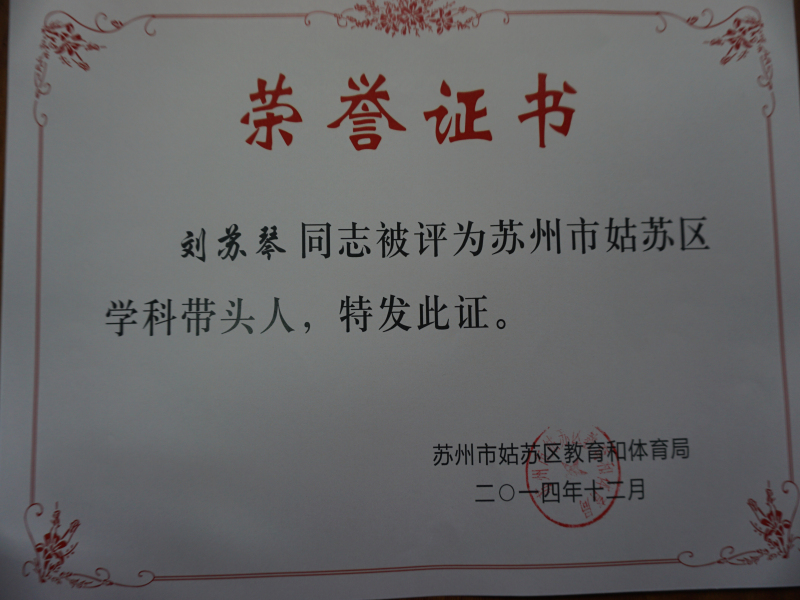 荣誉证书
刘苏琴同志被评为苏州市姑苏区
学科带头人，特发此证。
苏州市姑苏区教育和体育局
二〇一四年十二月